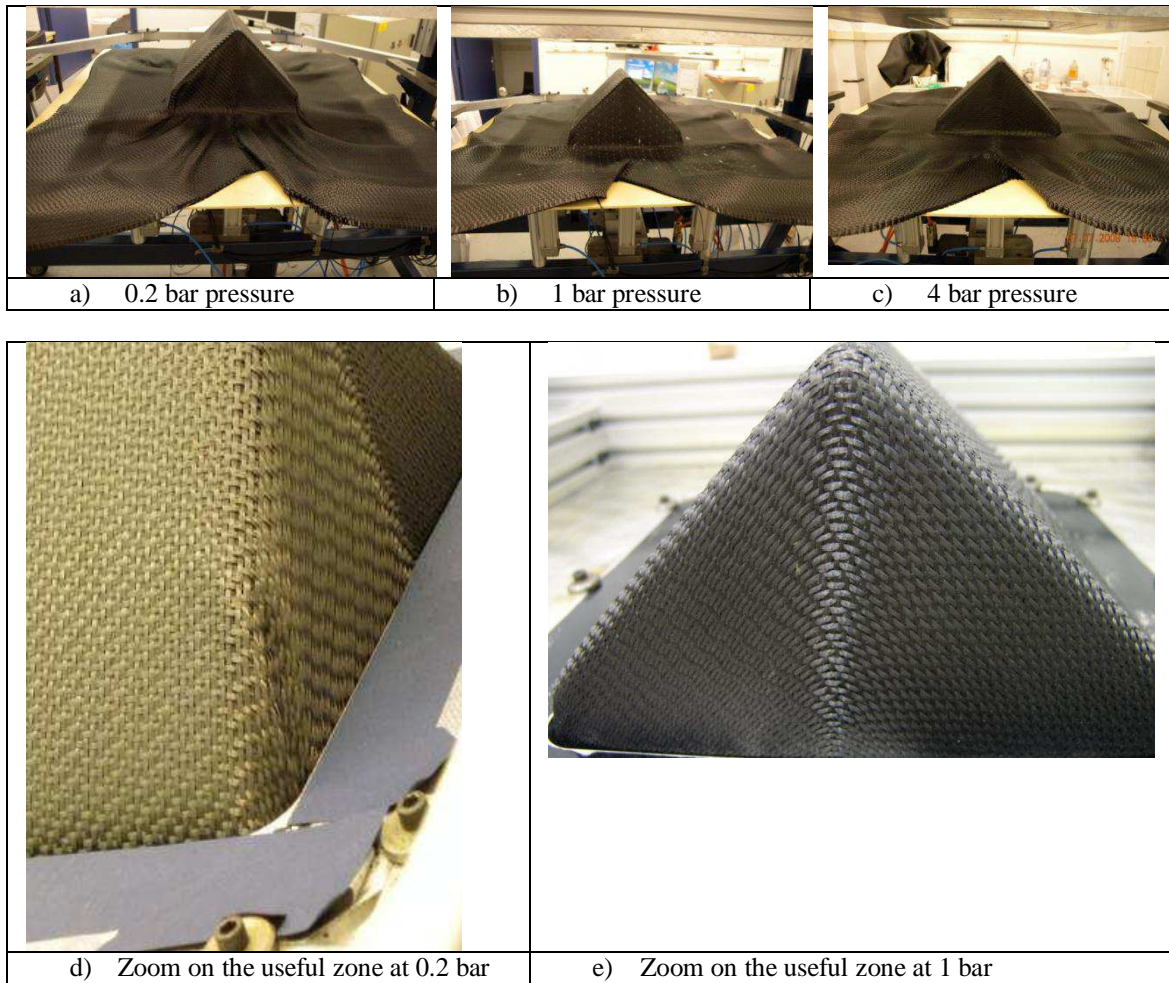 a) 0.2 bar pressure
b) 1 bar pressure
c) 4 bar pressure
d) Zoom on the useful zone at 0.2 bar
e) Zoom on the useful zone at 1 bar